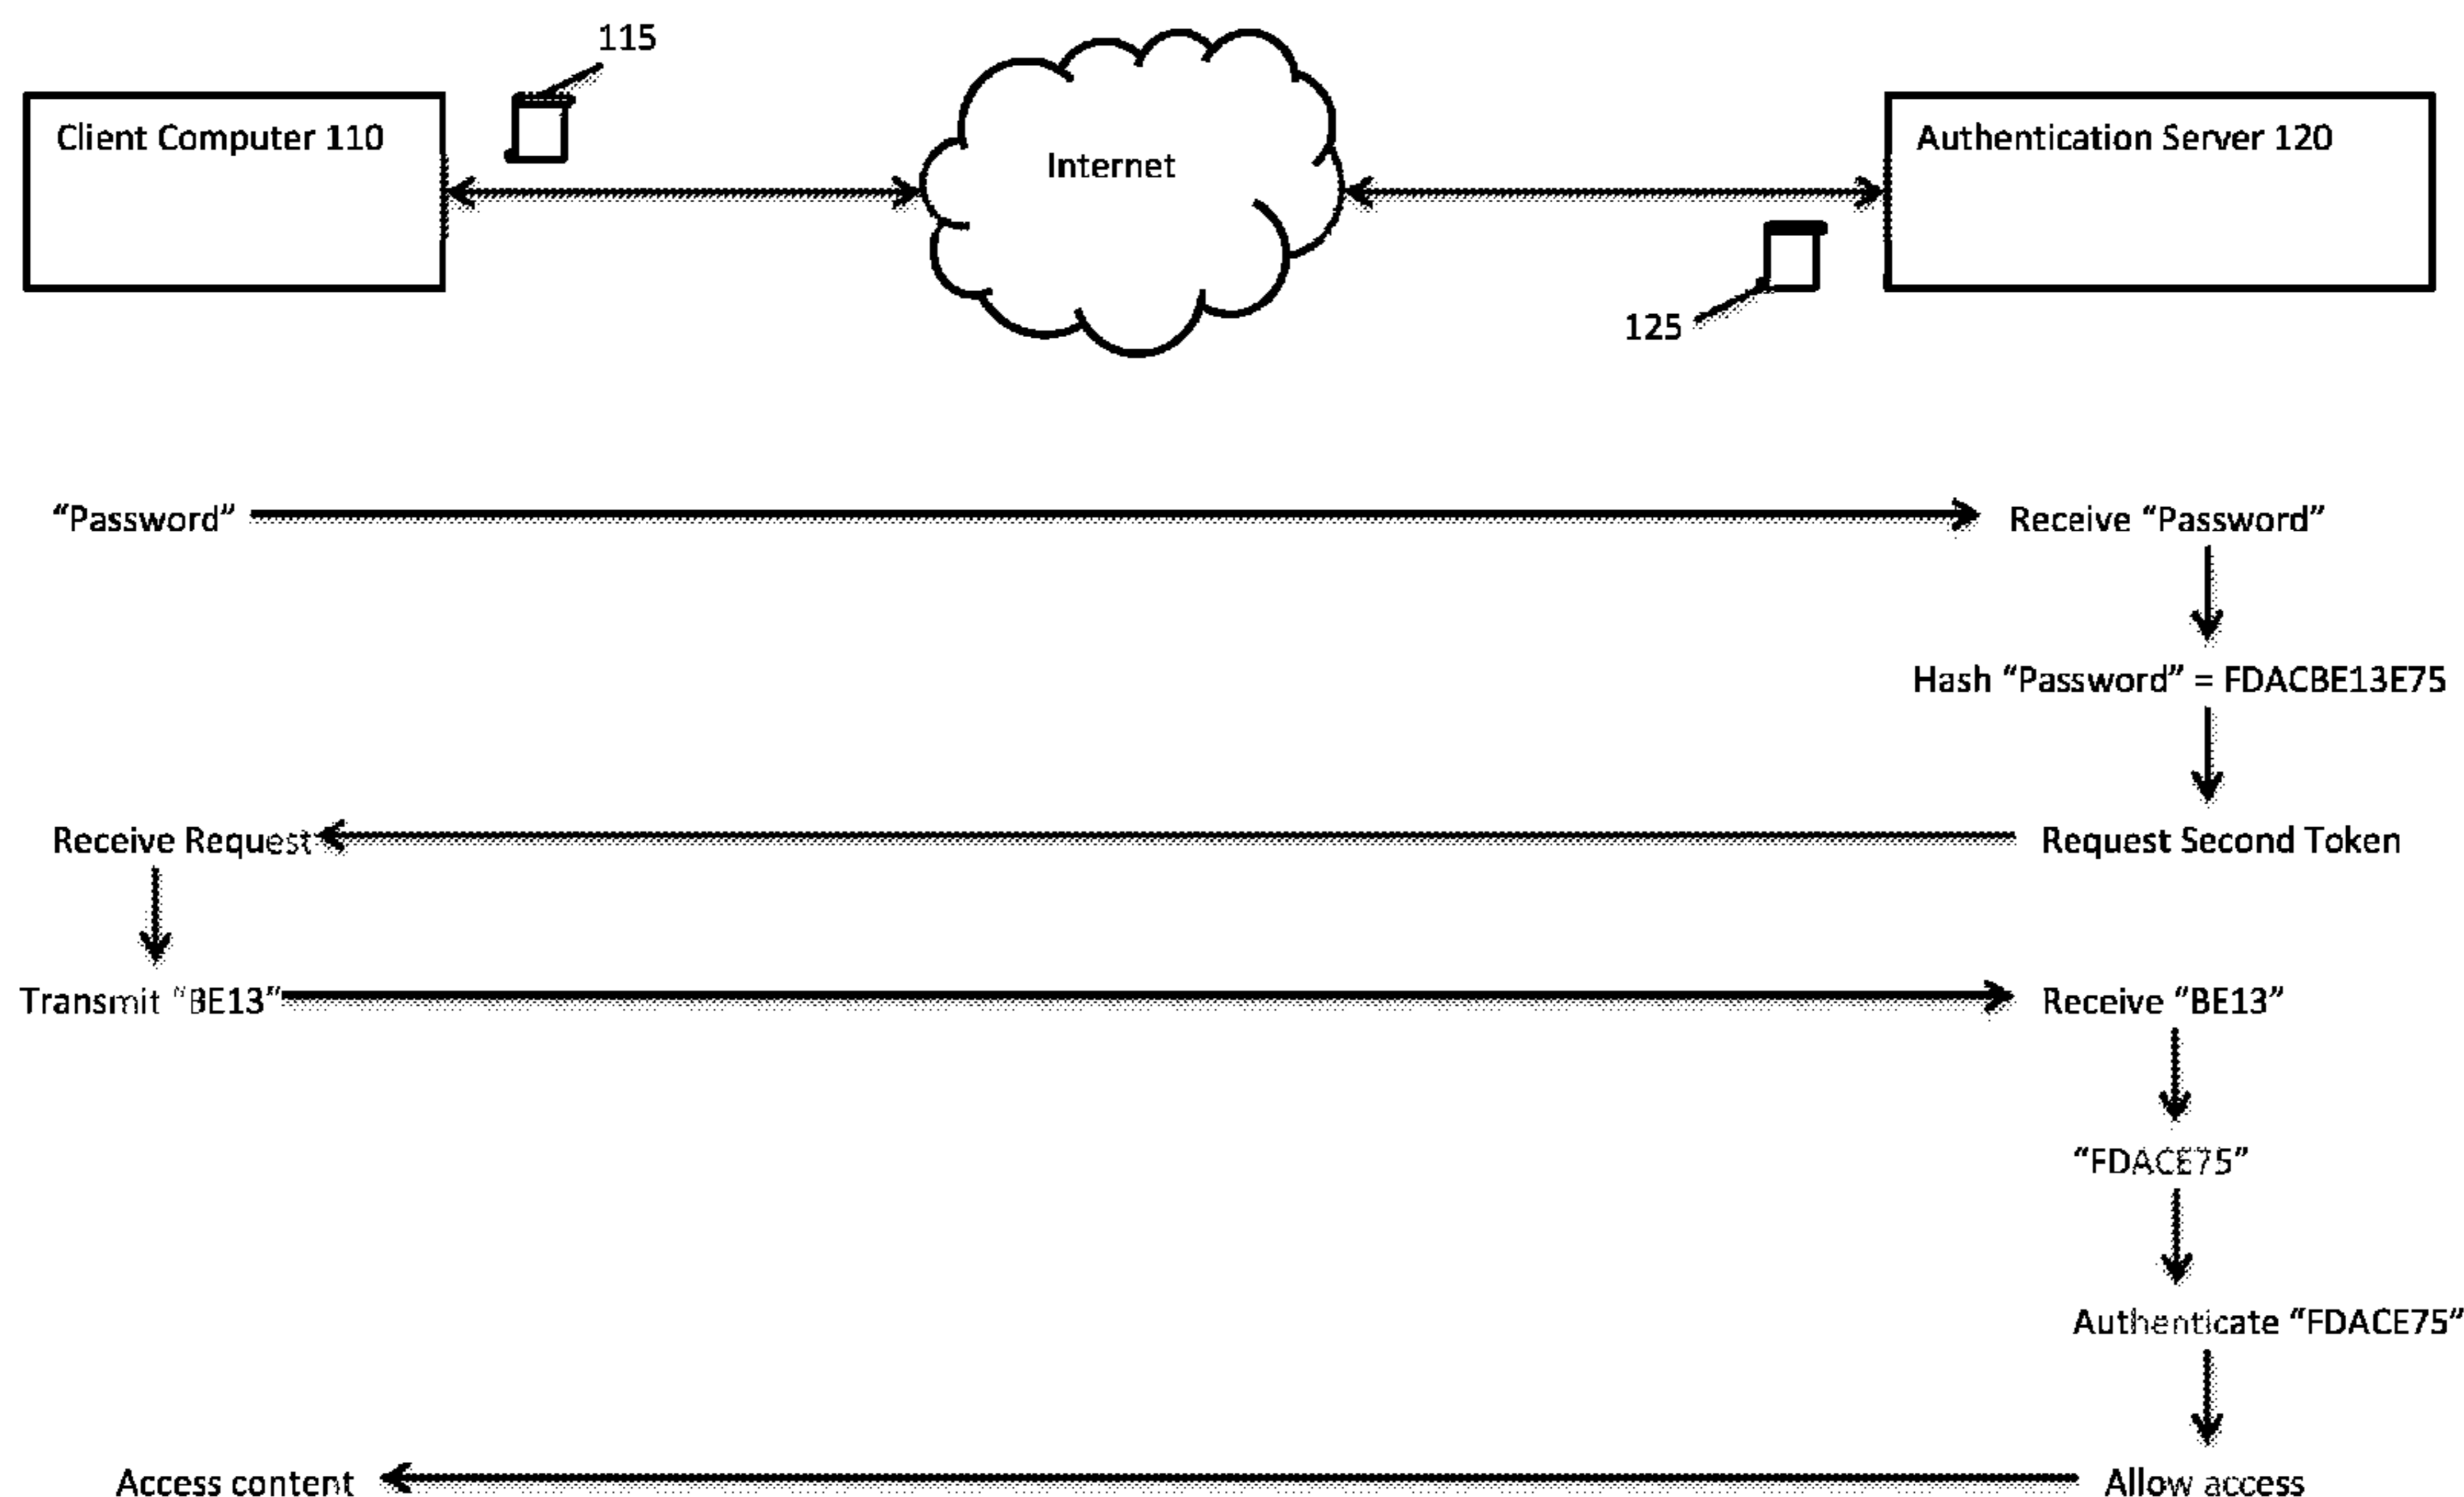 115
Client Computer 110
Internet
Authentication Server 120
125
“Password”
Receive “Password”
Hash “Password” = FDACBE13E75
Receive Request
Request Second Token
Transmit “BE13”
Receive “BE13”
“FDACE75”
Authenticate “FDACE75”
Access content
Allow access